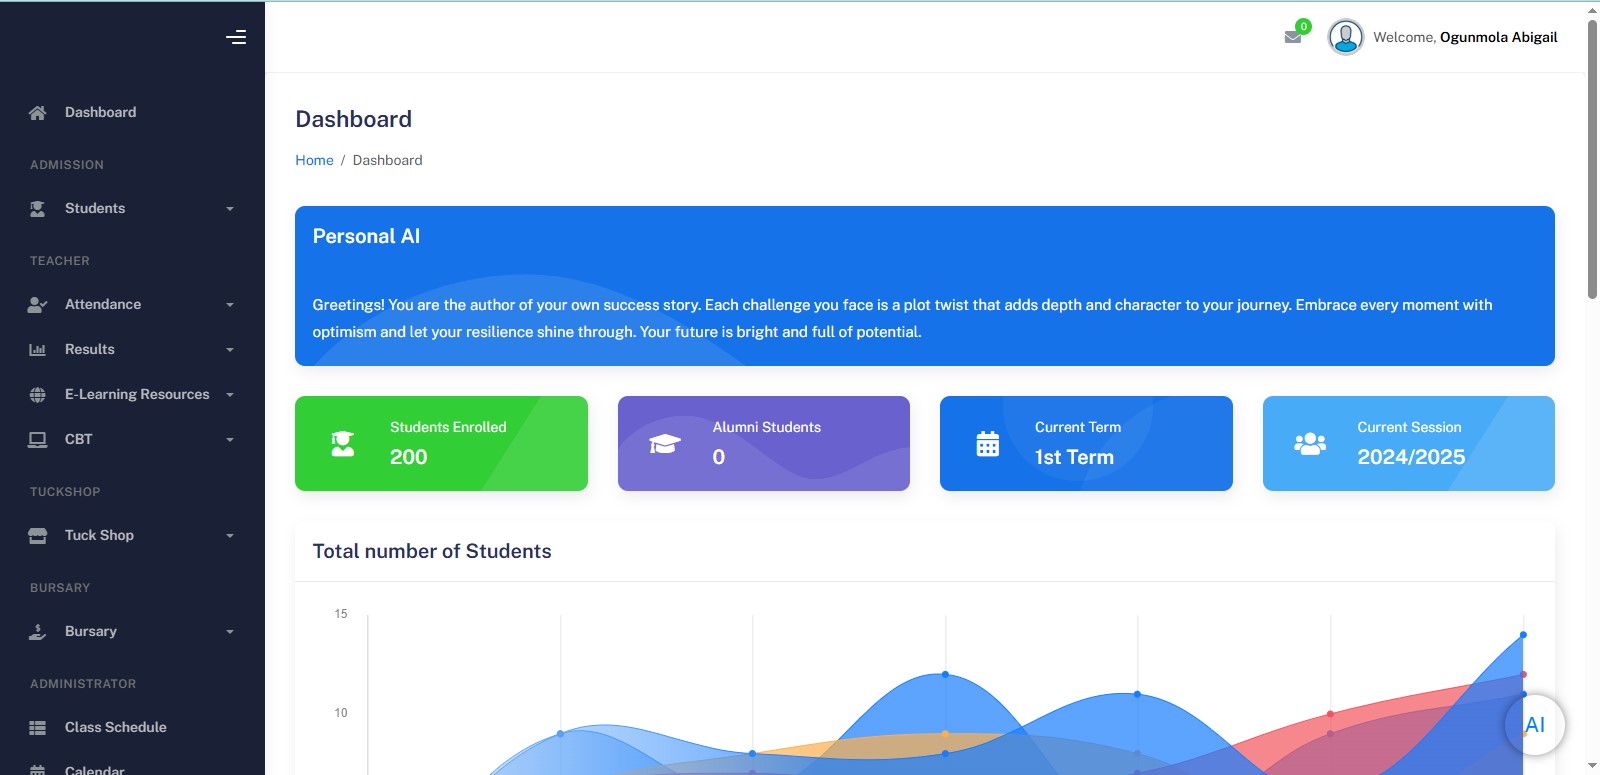 0
Welcome, Ogunmola Abigail
Dashboard
ADMISSION
Students
TEACHER
Attendance
Results
E-Learning Resources
CBT
TUCKSHOP
Tuck Shop
BURSARY
Bursary
ADMINISTRATOR
Class Schedule
Calendar
Dashboard
Home / Dashboard
Personal AI
Greetings! You are the author of your own success story. Each challenge you face is a plot twist that adds depth and character to your journey. Embrace every moment with
optimism and let your resilience shine through. Your future is bright and full of potential.
Students Enrolled
200
Alumni Students
0
Current Term
1st Term
Current Session
2024/2025
Total number of Students
15
10
AI